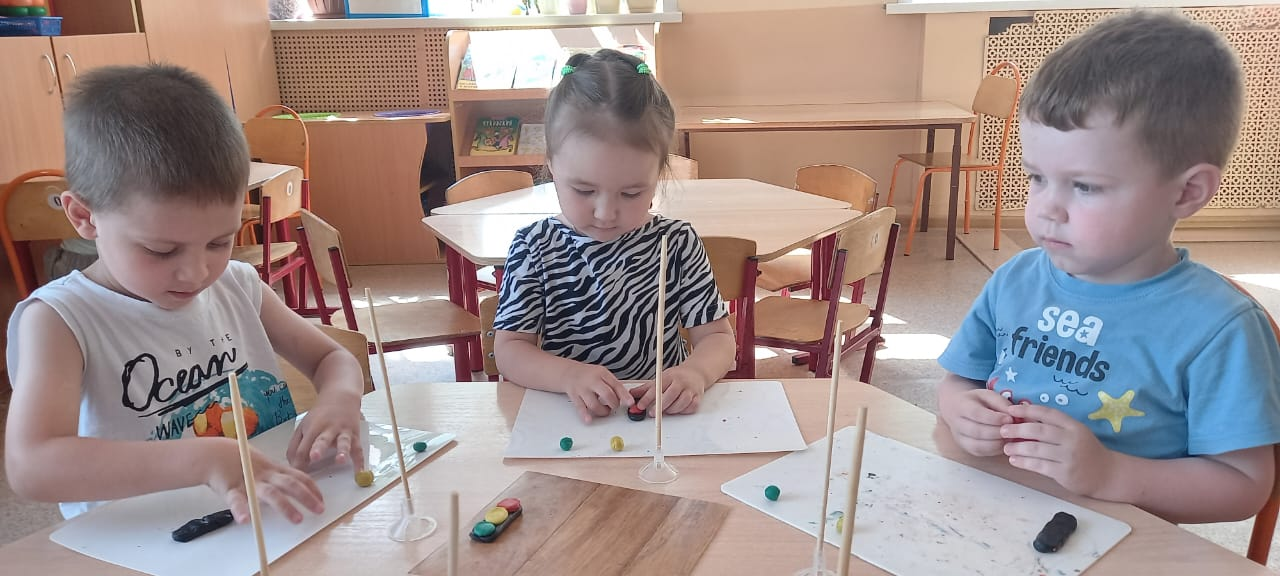 BY THE
Ocean
WAVE
sea
friends